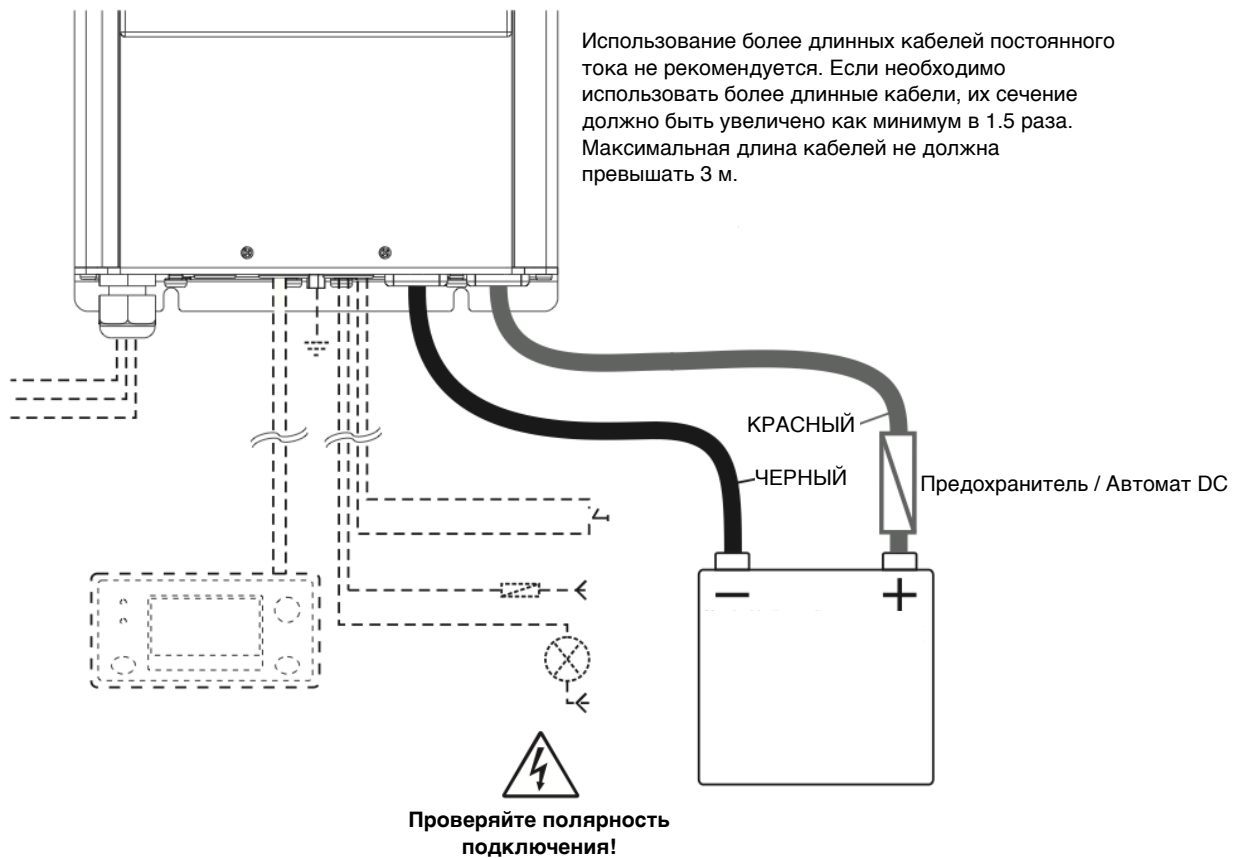 Использование более длинных кабелей постоянного
тока не рекомендуется. Если необходимо
использовать более длинные кабели, их сечение
должно быть увеличено как минимум в 1.5 раза.
Максимальная длина кабелей не должна
превышать 3 м.
КРАСНЫЙ
ЧЕРНЫЙ
Предохранитель / Автомат DC
Проверяйте полярность
подключения!